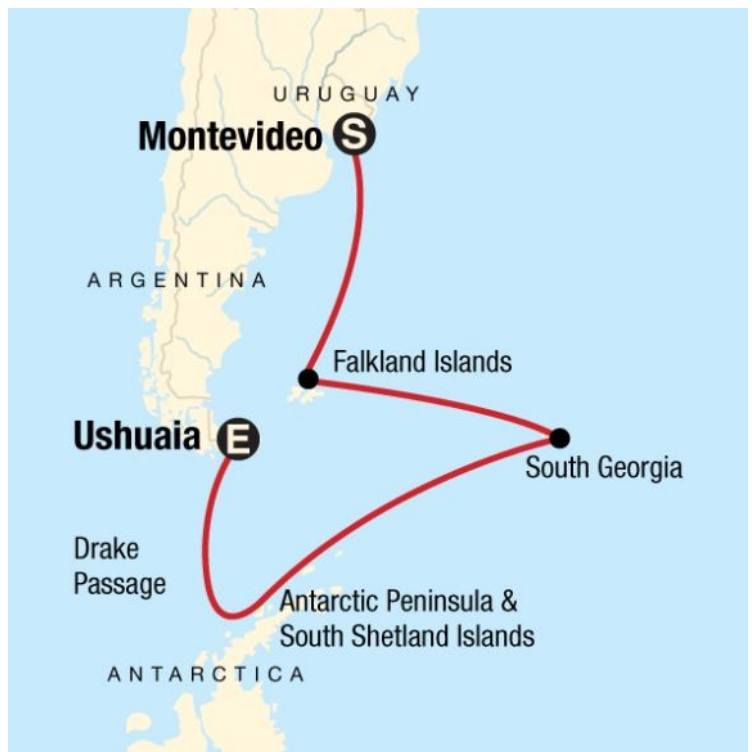 URUGUAY
Montevideo S
ARGENTINA
Falkland Islands
Ushuaia E
South Georgia
Drake
Passage
Antarctic Peninsula &
South Shetland Islands
ANTARCTICA